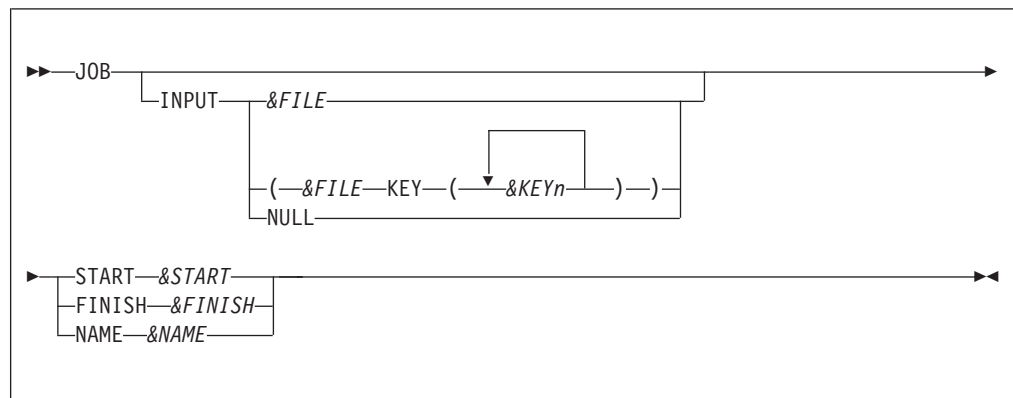 JOB
INPUT &FILE
( &FILE KEY ( &KEYn ) )
NULL
START &START
FINISH &FINISH
NAME &NAME